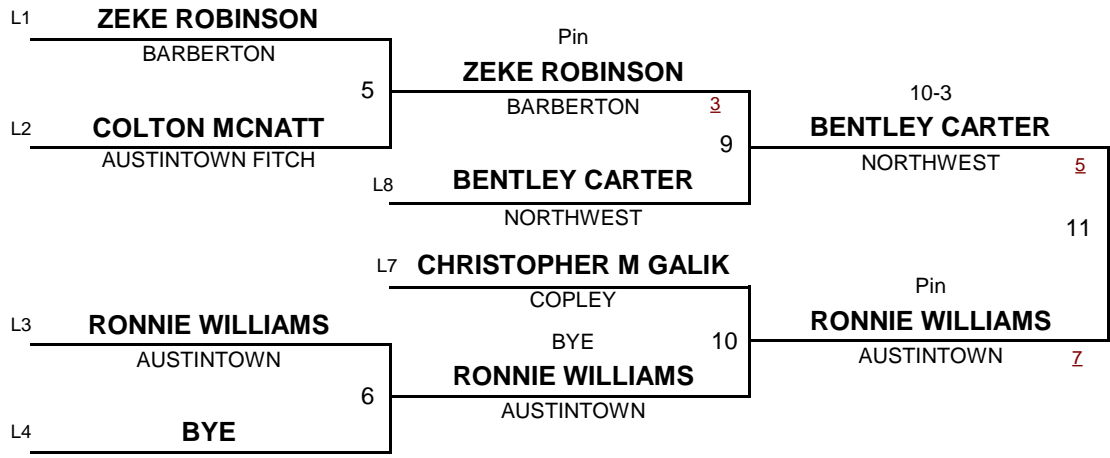 L1 ZEKE ROBINSON
BARBERTON
5
L2 COLTON MCNATT
AUSTINTOWN FITCH
Pin
ZEKE ROBINSON
BARBERTON 3
9
L8 BENTLEY CARTER
NORTHWEST
10-3
BENTLEY CARTER
NORTHWEST 5
11
L7 CHRISTOPHER M GALIK
COPLEY
L3 RONNIE WILLIAMS
AUSTINTOWN
6
L4 BYE
BYE
10
RONNIE WILLIAMS
AUSTINTOWN
Pin
RONNIE WILLIAMS
AUSTINTOWN 7